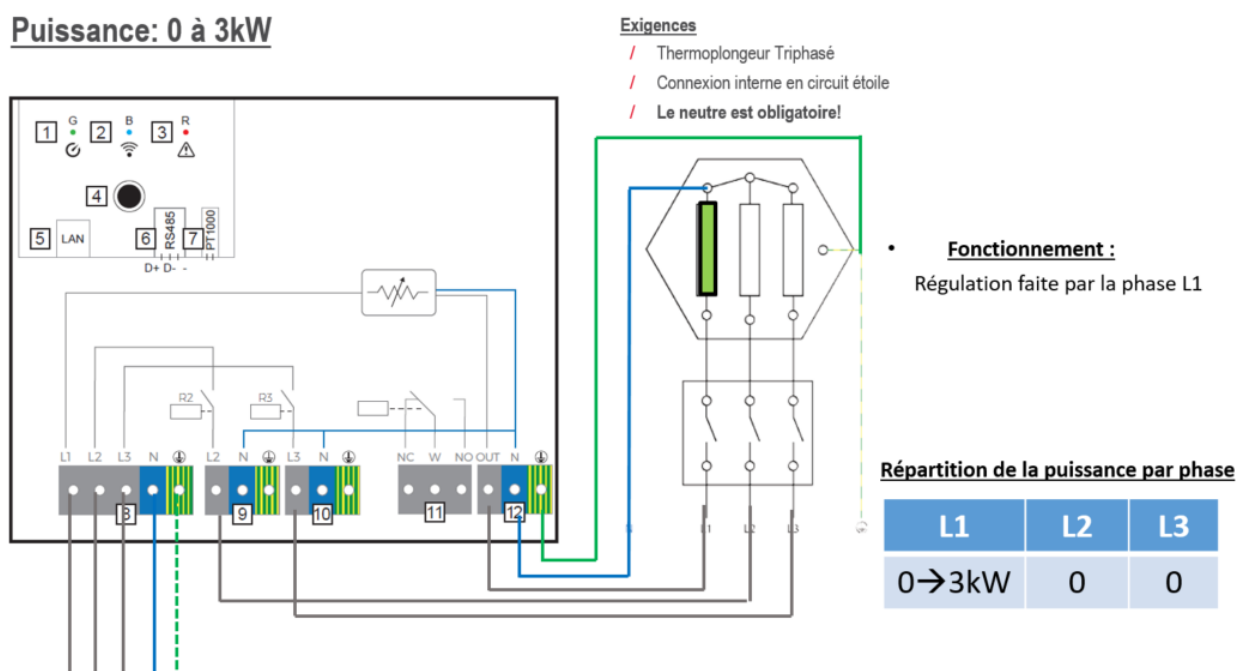 Puissance: 0 à 3kW
Exigences
/ Thermoplongeur Triphasé
/ Connexion interne en circuit étoile
/ Le neutre est obligatoire!
1 G 2 B 3 R
4
5 LAN 6 RS485 7 PT1000
D+ D- -
• Fonctionnement :
Régulation faite par la phase L1
R2 R3
L1 L2 L3 N L2 N L3 N NC W NO OUT N
8 9 10 11 12
N L1 L2 L3
Répartition de la puissance par phase
L1 L2 L3
0→3kW 0 0